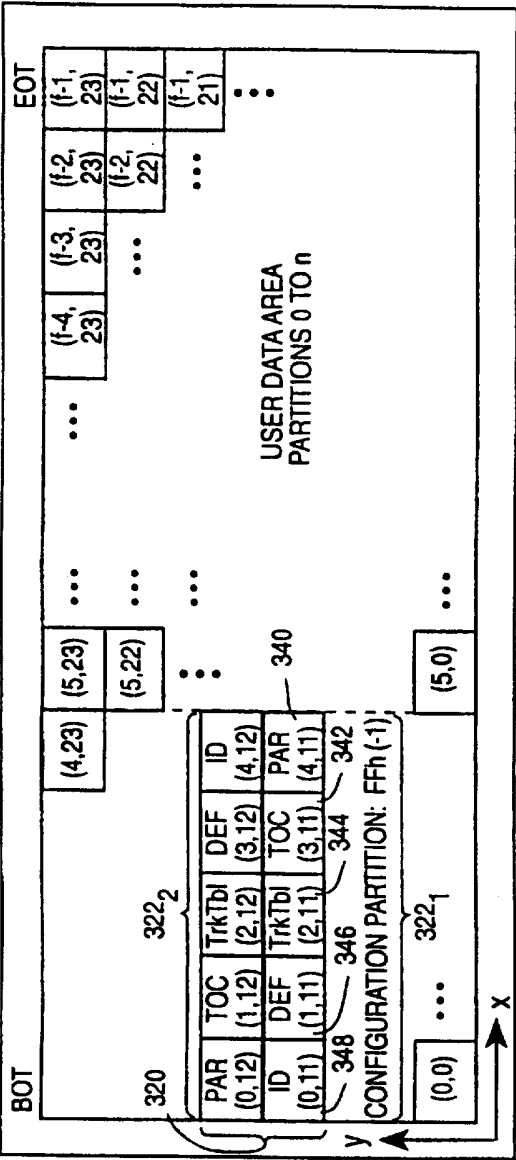 BOT
EOT
(4,23)
(5,23)
(5,22)
...
...
...
...
...
(f-4, 23)
(f-3, 23)
(f-2, 23)
(f-1, 23)
...
(f-2, 22)
(f-1, 22)
...
(f-1, 21)
...
320
322₂
PAR (0,12)
TOC (1,12)
TrkTbl (2,12)
DEF (3,12)
ID (4,12)
ID (0,11)
DEF (1,11)
TrkTbl (2,11)
TOC (3,11)
PAR (4,11)
340
348
346
344
342
CONFIGURATION PARTITION: FFh (-1)
322₁
USER DATA AREA
PARTITIONS 0 TO n
(0,0)
...
(5,0)
...
y
x